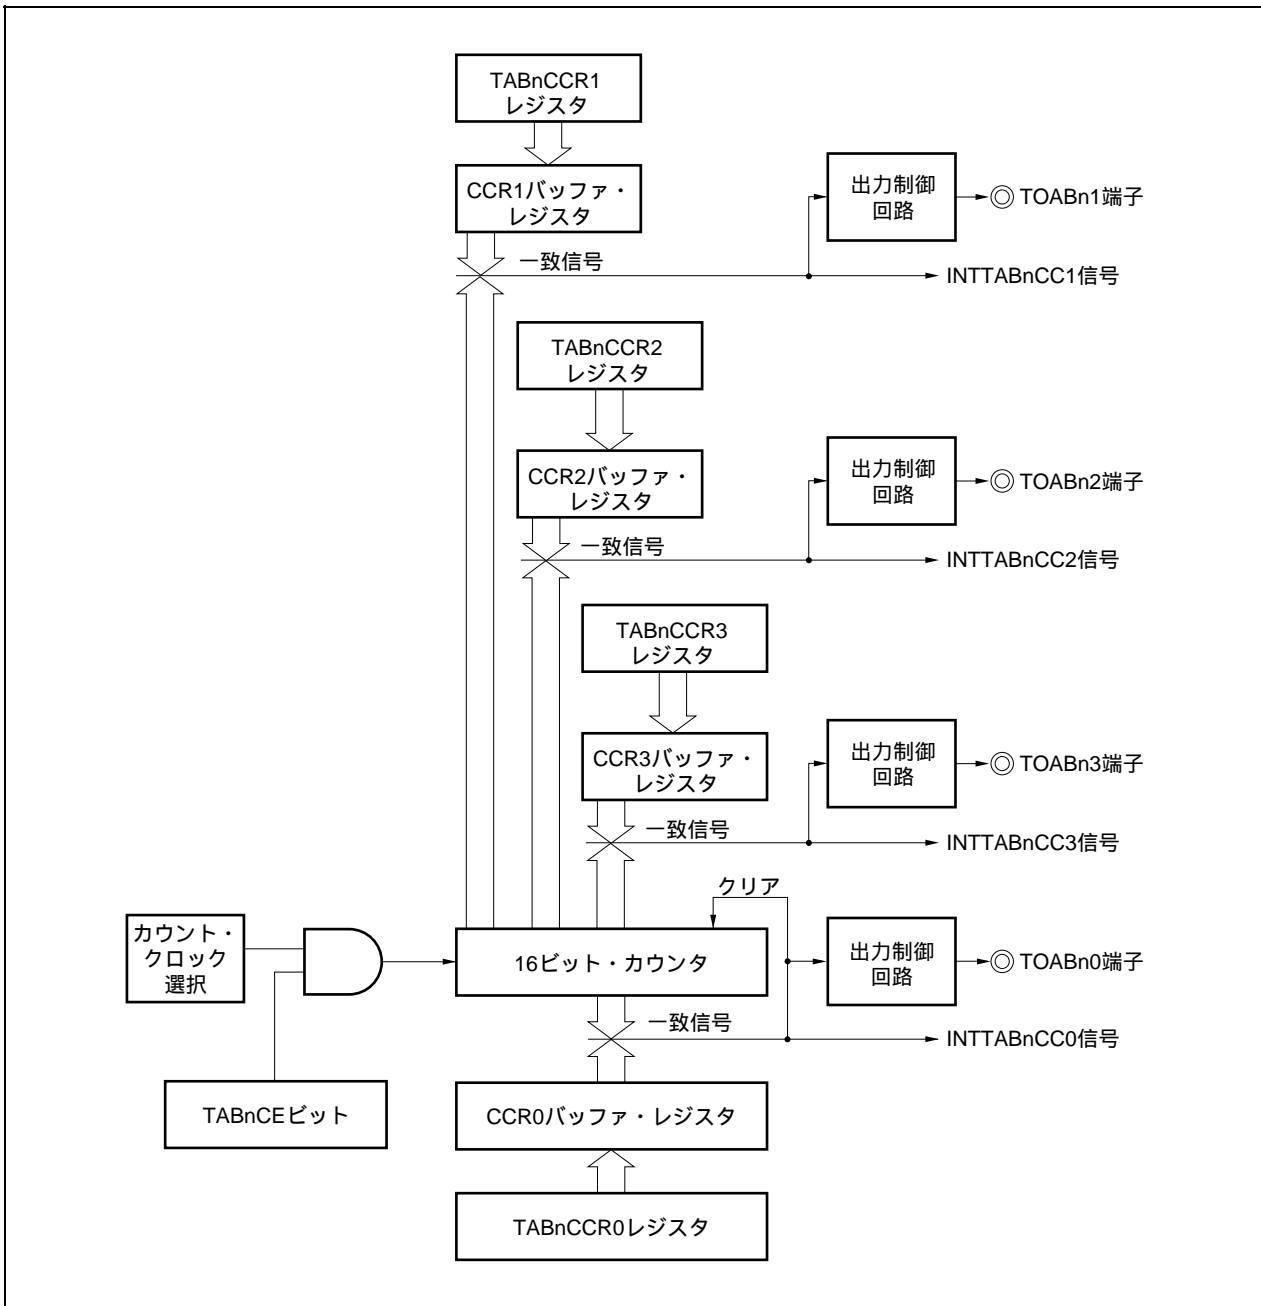 TABnCCR1
レジスタ
CCR1バッファ・
レジスタ
一致信号
出力制御
回路
TOABn1端子
INTTABnCC1信号
TABnCCR2
レジスタ
CCR2バッファ・
レジスタ
一致信号
出力制御
回路
TOABn2端子
INTTABnCC2信号
TABnCCR3
レジスタ
CCR3バッファ・
レジスタ
一致信号
出力制御
回路
TOABn3端子
INTTABnCC3信号
クリア
カウント・
クロック
選択
16ビット・カウンタ
出力制御
回路
TOABn0端子
一致信号
INTTABnCC0信号
TABnCEビット
CCR0バッファ・レジスタ
TABnCCR0レジスタ